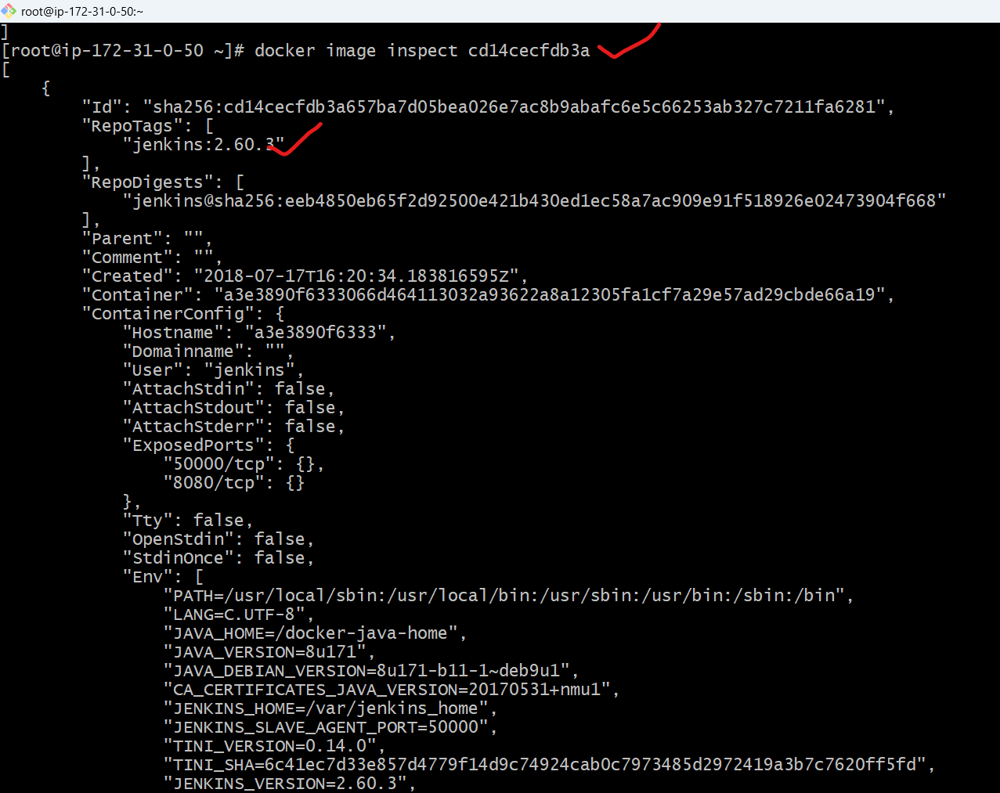 root@ip-172-31-0-50:~
]
[root@ip-172-31-0-50 ~]# docker image inspect cd14cecfdb3a
[
    {
        "Id": "sha256:cd14cecfdb3a657ba7d05bea026e7ac8b9abafc6e5c66253ab327c7211fa6281",
        "RepoTags": [
            "jenkins:2.60.3"
        ],
        "RepoDigests": [
            "jenkins@sha256:eeb4850eb65f2d92500e421b430ed1ec58a7ac909e91f518926e02473904f668"
        ],
        "Parent": "",
        "Comment": "",
        "Created": "2018-07-17T16:20:34.183816595Z",
        "Container": "a3e3890f6333066d464113032a93622a8a12305fa1cf7a29e57ad29cbde66a19",
        "ContainerConfig": {
            "Hostname": "a3e3890f6333",
            "Domainname": "",
            "User": "jenkins",
            "AttachStdin": false,
            "AttachStdout": false,
            "AttachStderr": false,
            "ExposedPorts": {
                "50000/tcp": {},
                "8080/tcp": {}
            },
            "Tty": false,
            "OpenStdin": false,
            "StdinOnce": false,
            "Env": [
                "PATH=/usr/local/sbin:/usr/local/bin:/usr/sbin:/usr/bin:/sbin:/bin",
                "LANG=C.UTF-8",
                "JAVA_HOME=/docker-java-home",
                "JAVA_VERSION=8u171",
                "JAVA_DEBIAN_VERSION=8u171-b11-1~deb9u1",
                "CA_CERTIFICATES_JAVA_VERSION=20170531+nmu1",
                "JENKINS_HOME=/var/jenkins_home",
                "JENKINS_SLAVE_AGENT_PORT=50000",
                "TINI_VERSION=0.14.0",
                "TINI_SHA=6c41ec7d33e857d4779f14d9c74924cab0c7973485d2972419a3b7c7620ff5fd",
                "JENKINS_VERSION=2.60.3",